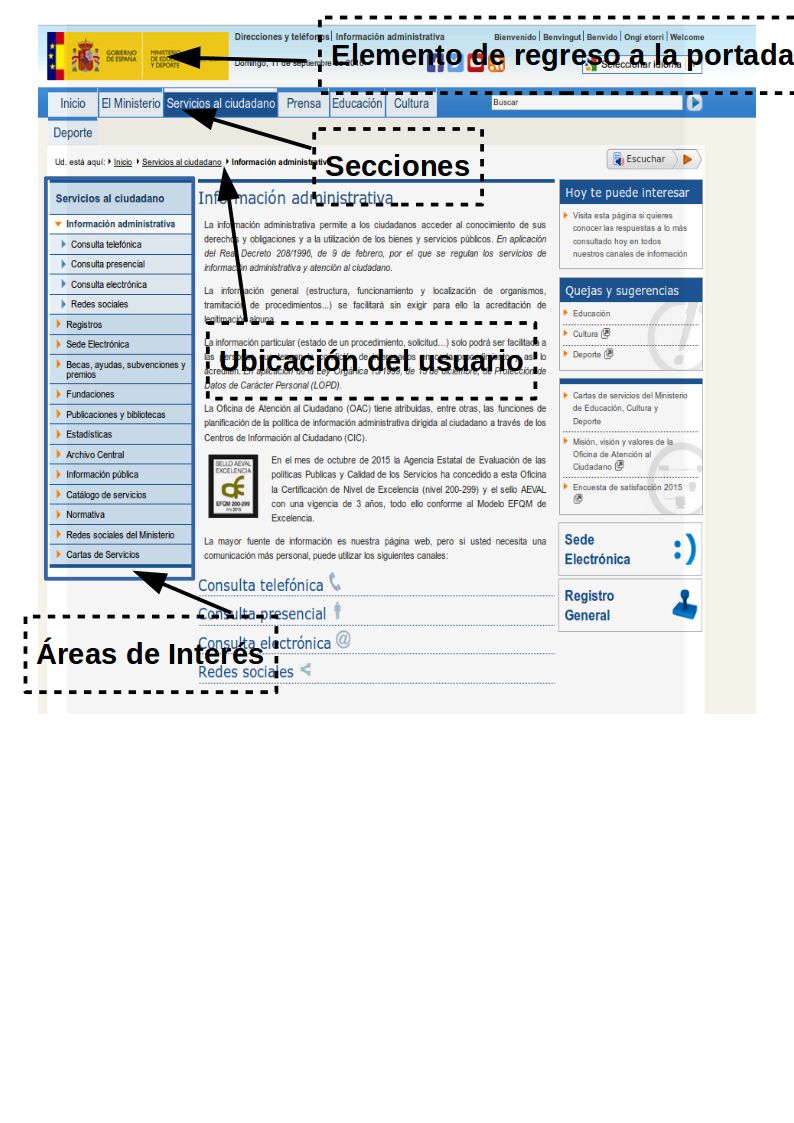 GOBIERNO
DE ESPAÑA
MINISTERIO
DE EDUCACIÓN, CULTURA
Y DEPORTE
Direcciones y teléfonos | Información administrativa
Bienvenido | Benvingut | Benvido | Ongi etorri | Welcome
Elemento de regreso a la portada
Domingo, 11 de septiembre de 2016
Seleccionar idioma
Inicio
El Ministerio
Servicios al ciudadano
Prensa
Educación
Cultura
Buscar
Deporte
Secciones
Ud. está aquí: Inicio Servicios al ciudadano Información administrativa
Escuchar
Servicios al ciudadano
Información administrativa
Consulta telefónica
Consulta presencial
Consulta electrónica
Redes sociales
Registros
Sede Electrónica
Becas, ayudas, subvenciones y
premios
Fundaciones
Publicaciones y bibliotecas
Estadísticas
Archivo Central
Información pública
Catálogo de servicios
Normativa
Redes sociales del Ministerio
Cartas de Servicios
Áreas de Interés
Información administrativa
La información administrativa permite a los ciudadanos acceder al conocimiento de sus
derechos y obligaciones y a la utilización de los bienes y servicios públicos. En aplicación
del Real Decreto 208/1996, de 9 de febrero, por el que se regulan los servicios de
información administrativa y atención al ciudadano.
La información general (estructura, funcionamiento y localización de organismos,
tramitación de procedimientos...) se facilitará sin exigir para ello la acreditación de
legitimación alguna.
La información particular (estado de un procedimiento, solicitud…) solo podrá ser facilitada a
las personas que tengan la condición de interesados en cada procedimiento y así lo
Ubicación del usuario
acrediten. En aplicación de la Ley Orgánica 15/1999, de 13 de diciembre, de Protección de
Datos de Carácter Personal (LOPD).
La Oficina de Atención al Ciudadano (OAC) tiene atribuidas, entre otras, las funciones de
planificación de la política de información administrativa dirigida al ciudadano a través de los
Centros de Información al Ciudadano (CIC).
SELLO AEVAL
EXCELENCIA
EFQM 200-299
Año 2015
En el mes de octubre de 2015 la Agencia Estatal de Evaluación de las
políticas Publicas y Calidad de los Servicios ha concedido a esta Oficina
la Certificación de Nivel de Excelencia (nivel 200-299) y el sello AEVAL
con una vigencia de 3 años, todo ello conforme al Modelo EFQM de
Excelencia.
La mayor fuente de información es nuestra página web, pero si usted necesita una
comunicación más personal, puede utilizar los siguientes canales:
Consulta telefónica
Consulta presencial
Consulta electrónica
Redes sociales
Hoy te puede interesar
Visita esta página si quieres
conocer las respuestas a lo más
consultado hoy en todos
nuestros canales de información
Quejas y sugerencias
Educación
Cultura
Deporte
Cartas de servicios del Ministerio
de Educación, Cultura y
Deporte
Misión, visión y valores de la
Oficina de Atención al
Ciudadano
Encuesta de satisfacción 2015
Sede
Electrónica
:)
Registro
General